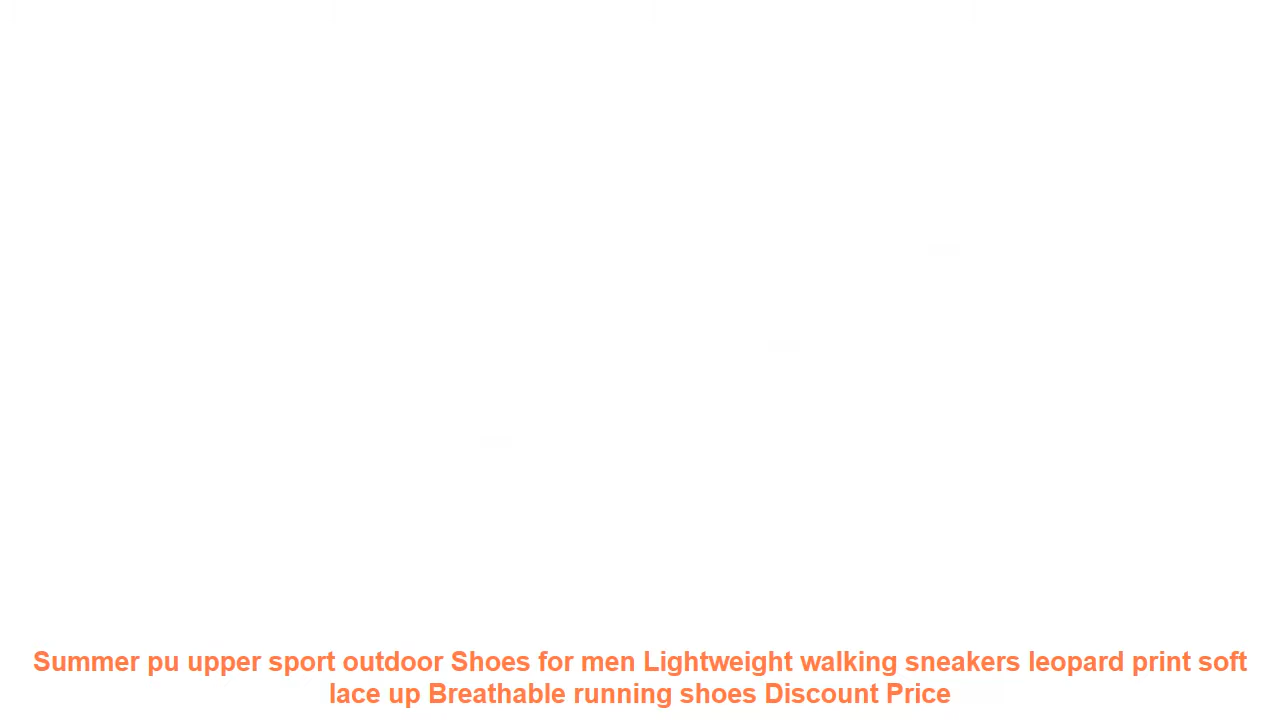 Summer pu upper sport outdoor Shoes for men Lightweight walking sneakers leopard print soft
lace up Breathable running shoes Discount Price